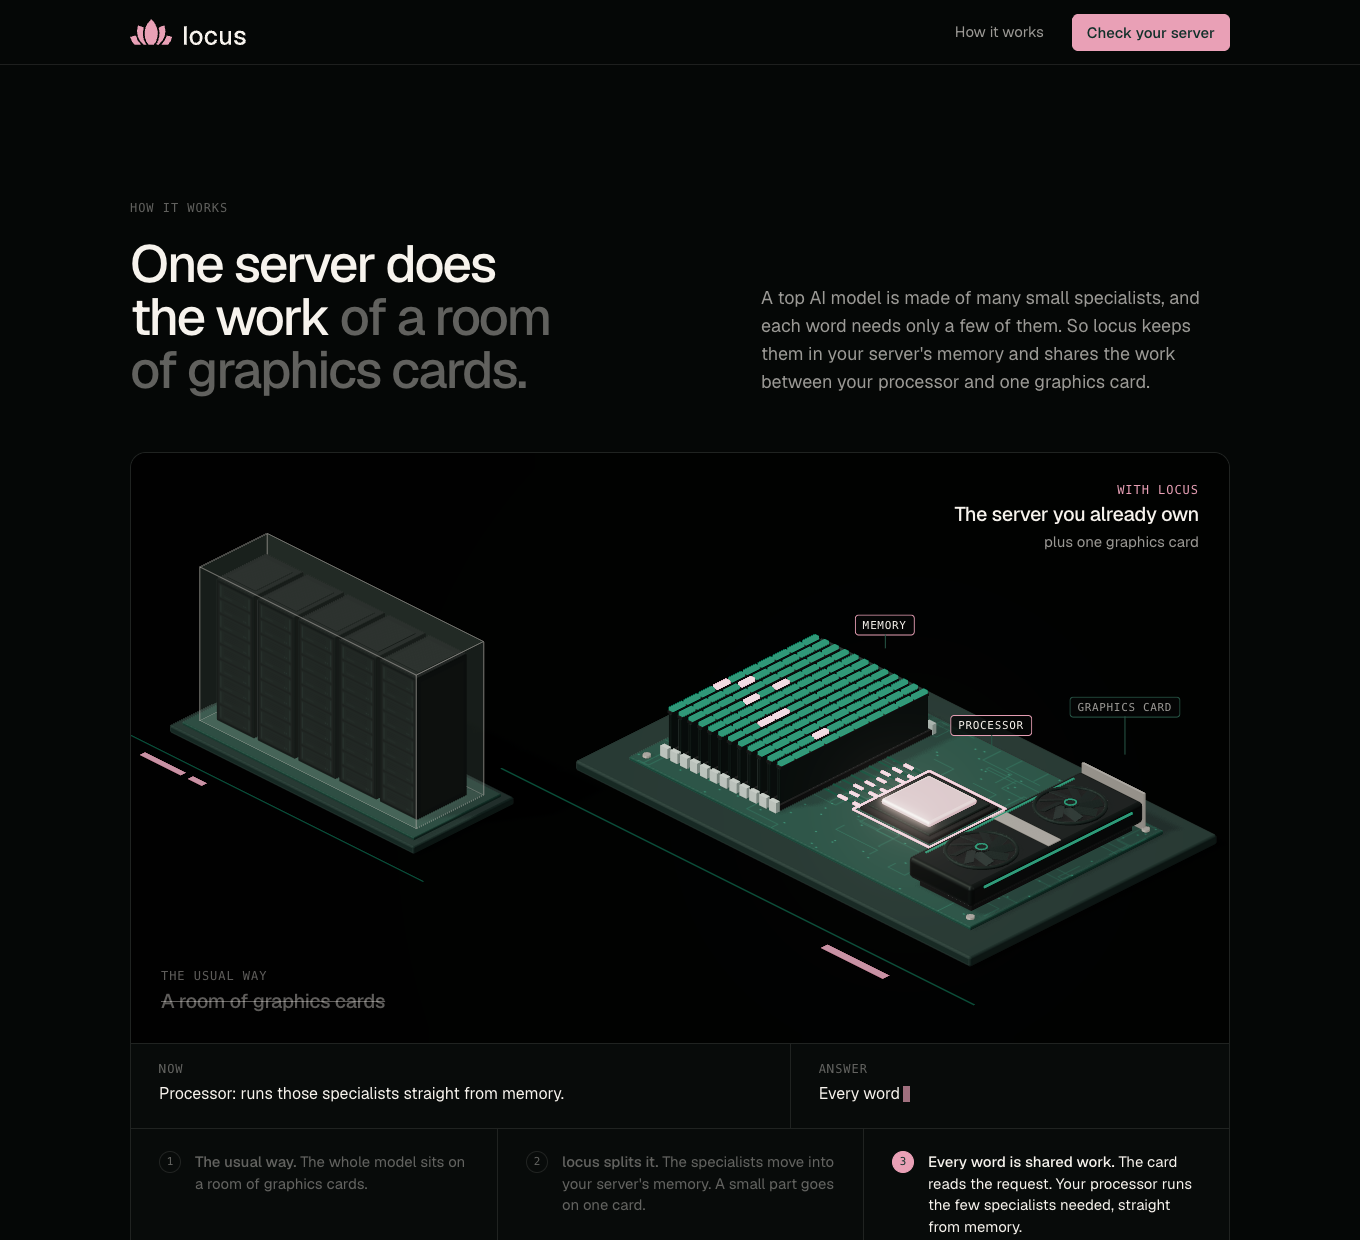 locus
How it works
Check your server
HOW IT WORKS
One server does
the work of a room
of graphics cards.
A top AI model is made of many small specialists, and
each word needs only a few of them. So locus keeps
them in your server's memory and shares the work
between your processor and one graphics card.
WITH LOCUS
The server you already own
plus one graphics card
MEMORY
GRAPHICS CARD
PROCESSOR
THE USUAL WAY
A room of graphics cards
NOW
Processor: runs those specialists straight from memory.
ANSWER
Every word
1
The usual way. The whole model sits on
a room of graphics cards.
2
locus splits it. The specialists move into
your server's memory. A small part goes
on one card.
3
Every word is shared work. The card
reads the request. Your processor runs
the few specialists needed, straight
from memory.